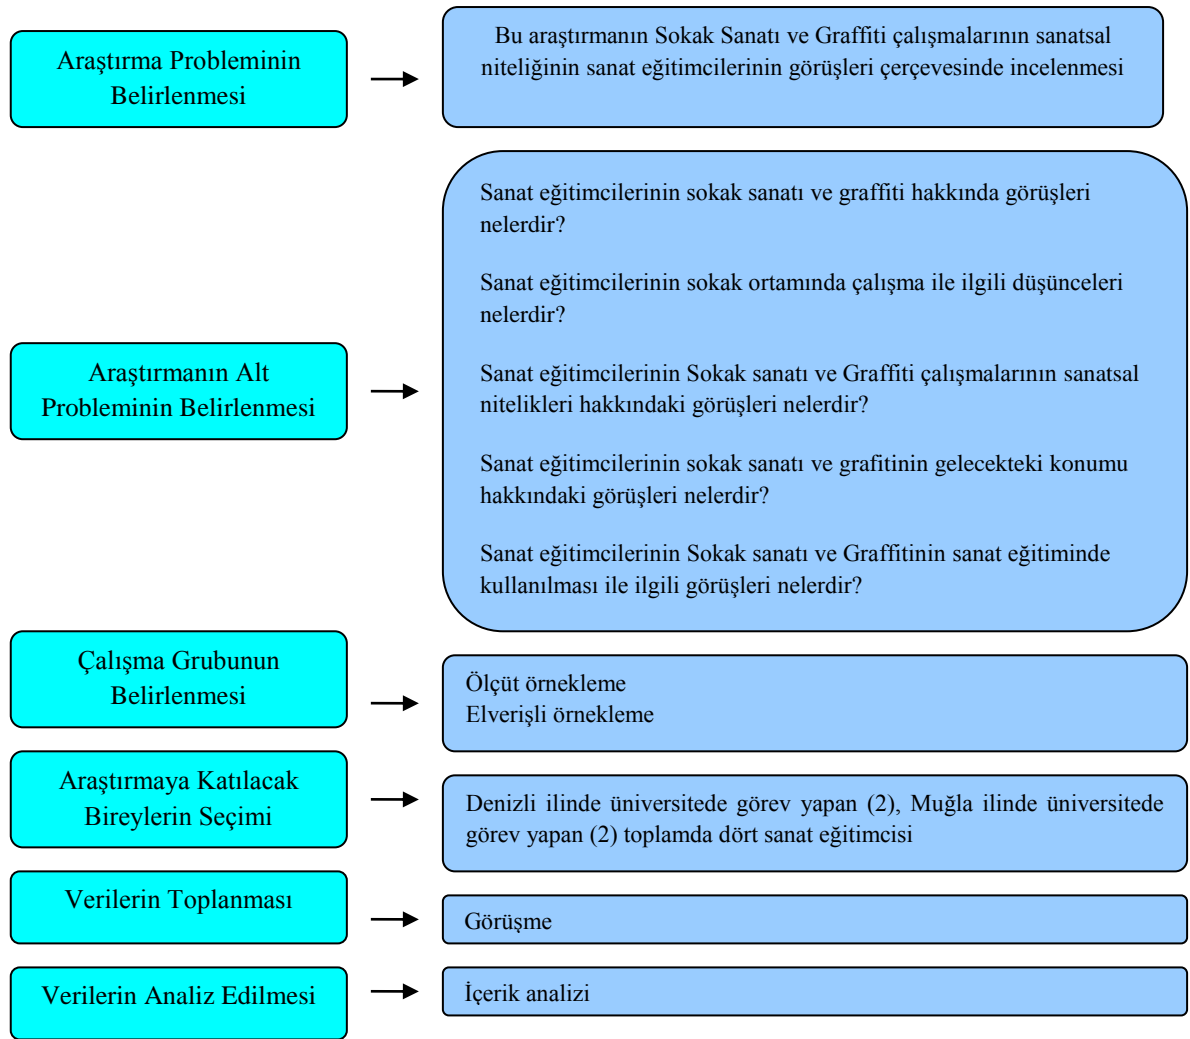 Araştırma Probleminin
Belirlenmesi
Bu araştırmanın Sokak Sanatı ve Graffiti çalışmalarının sanatsal
niteliğinin sanat eğitimcilerinin görüşleri çerçevesinde incelenmesi
Araştırmanın Alt
Probleminin Belirlenmesi
Sanat eğitimcilerinin sokak sanatı ve graffiti hakkında görüşleri
nelerdir?
Sanat eğitimcilerinin sokak ortamında çalışma ile ilgili düşünceleri
nelerdir?
Sanat eğitimcilerinin Sokak sanatı ve Graffiti çalışmalarının sanatsal
nitelikleri hakkındaki görüşleri nelerdir?
Sanat eğitimcilerinin sokak sanatı ve grafitinin gelecekteki konumu
hakkındaki görüşleri nelerdir?
Sanat eğitimcilerinin Sokak sanatı ve Graffitinin sanat eğitiminde
kullanılması ile ilgili görüşleri nelerdir?
Çalışma Grubunun
Belirlenmesi
Ölçüt örnekleme
Elverişli örnekleme
Araştırmaya Katılacak
Bireylerin Seçimi
Denizli ilinde üniversitede görev yapan (2), Muğla ilinde üniversitede
görev yapan (2) toplamda dört sanat eğitimcisi
Verilerin Toplanması
Görüşme
Verilerin Analiz Edilmesi
İçerik analizi